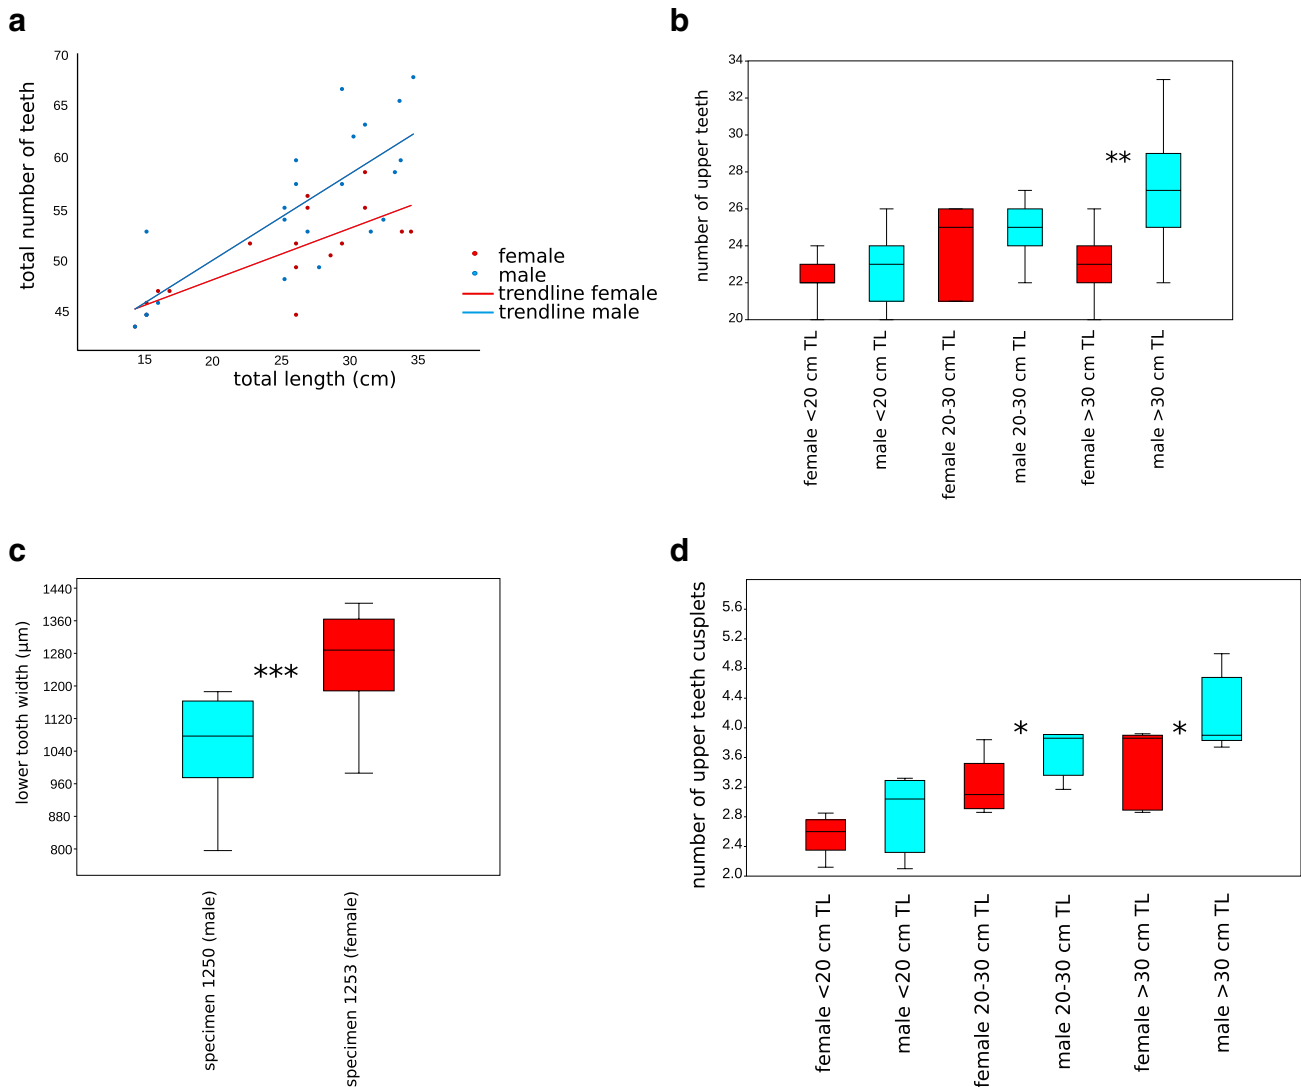 a
total number of teeth
70
65
60
55
50
45
15
20
25
30
35
total length (cm)
female
male
trendline female
trendline male
b
number of upper teeth
34
32
30
28
26
24
22
20
**
female <20 cm TL
male <20 cm TL
female 20-30 cm TL
male 20-30 cm TL
female >30 cm TL
male >30 cm TL
c
lower tooth width (µm)
1440
1360
1280
1200
1120
1040
960
880
800
***
specimen 1250 (male)
specimen 1253 (female)
d
number of upper teeth cusplets
5.6
5.2
4.8
4.4
4.0
3.6
3.2
2.8
2.4
2.0
*
*
female <20 cm TL
male <20 cm TL
female 20-30 cm TL
male 20-30 cm TL
female >30 cm TL
male >30 cm TL